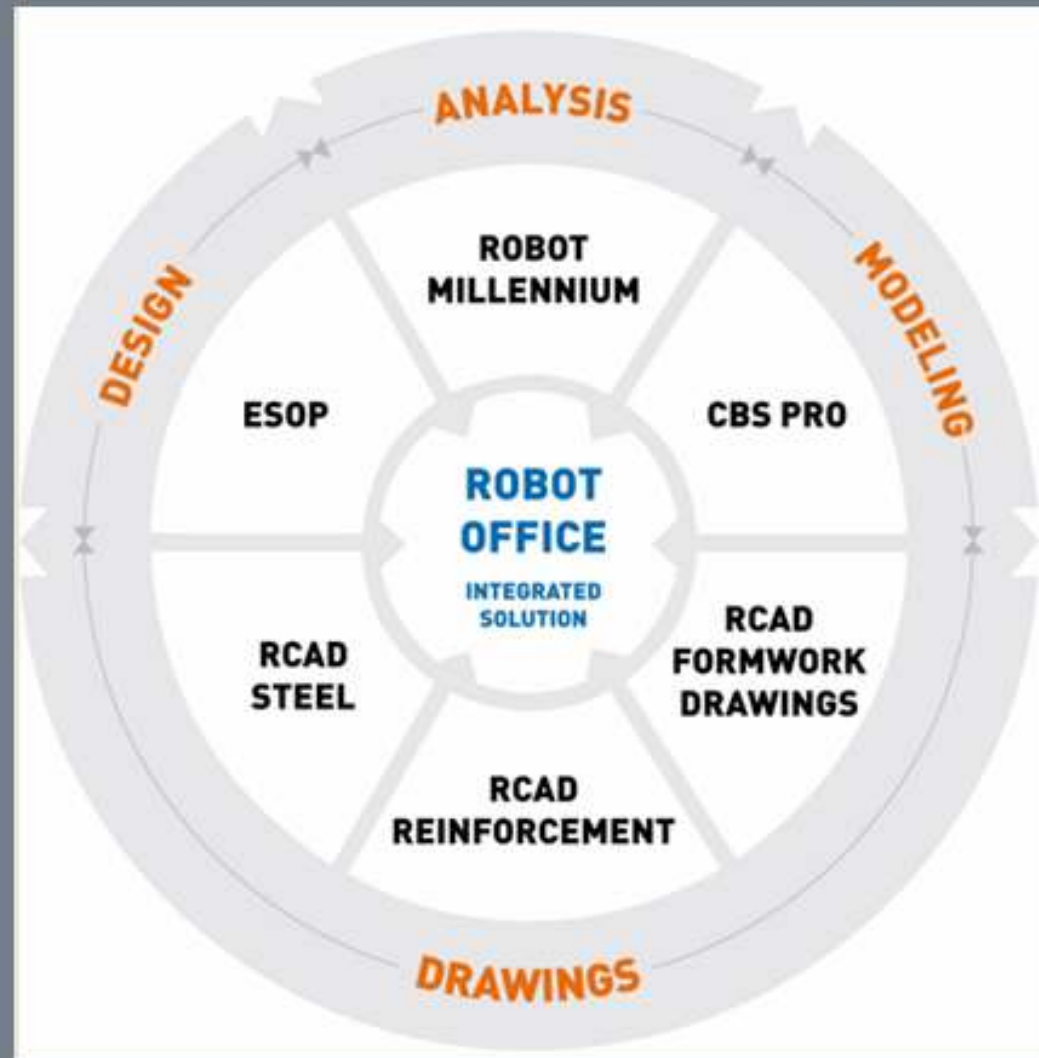 ANALYSIS
DESIGN
MODELING
ROBOT
MILLENNIUM
ESOP
CBS PRO
ROBOT
OFFICE
INTEGRATED
SOLUTION
RCAD
STEEL
RCAD
FORMWORK
DRAWINGS
RCAD
REINFORCEMENT
DRAWINGS